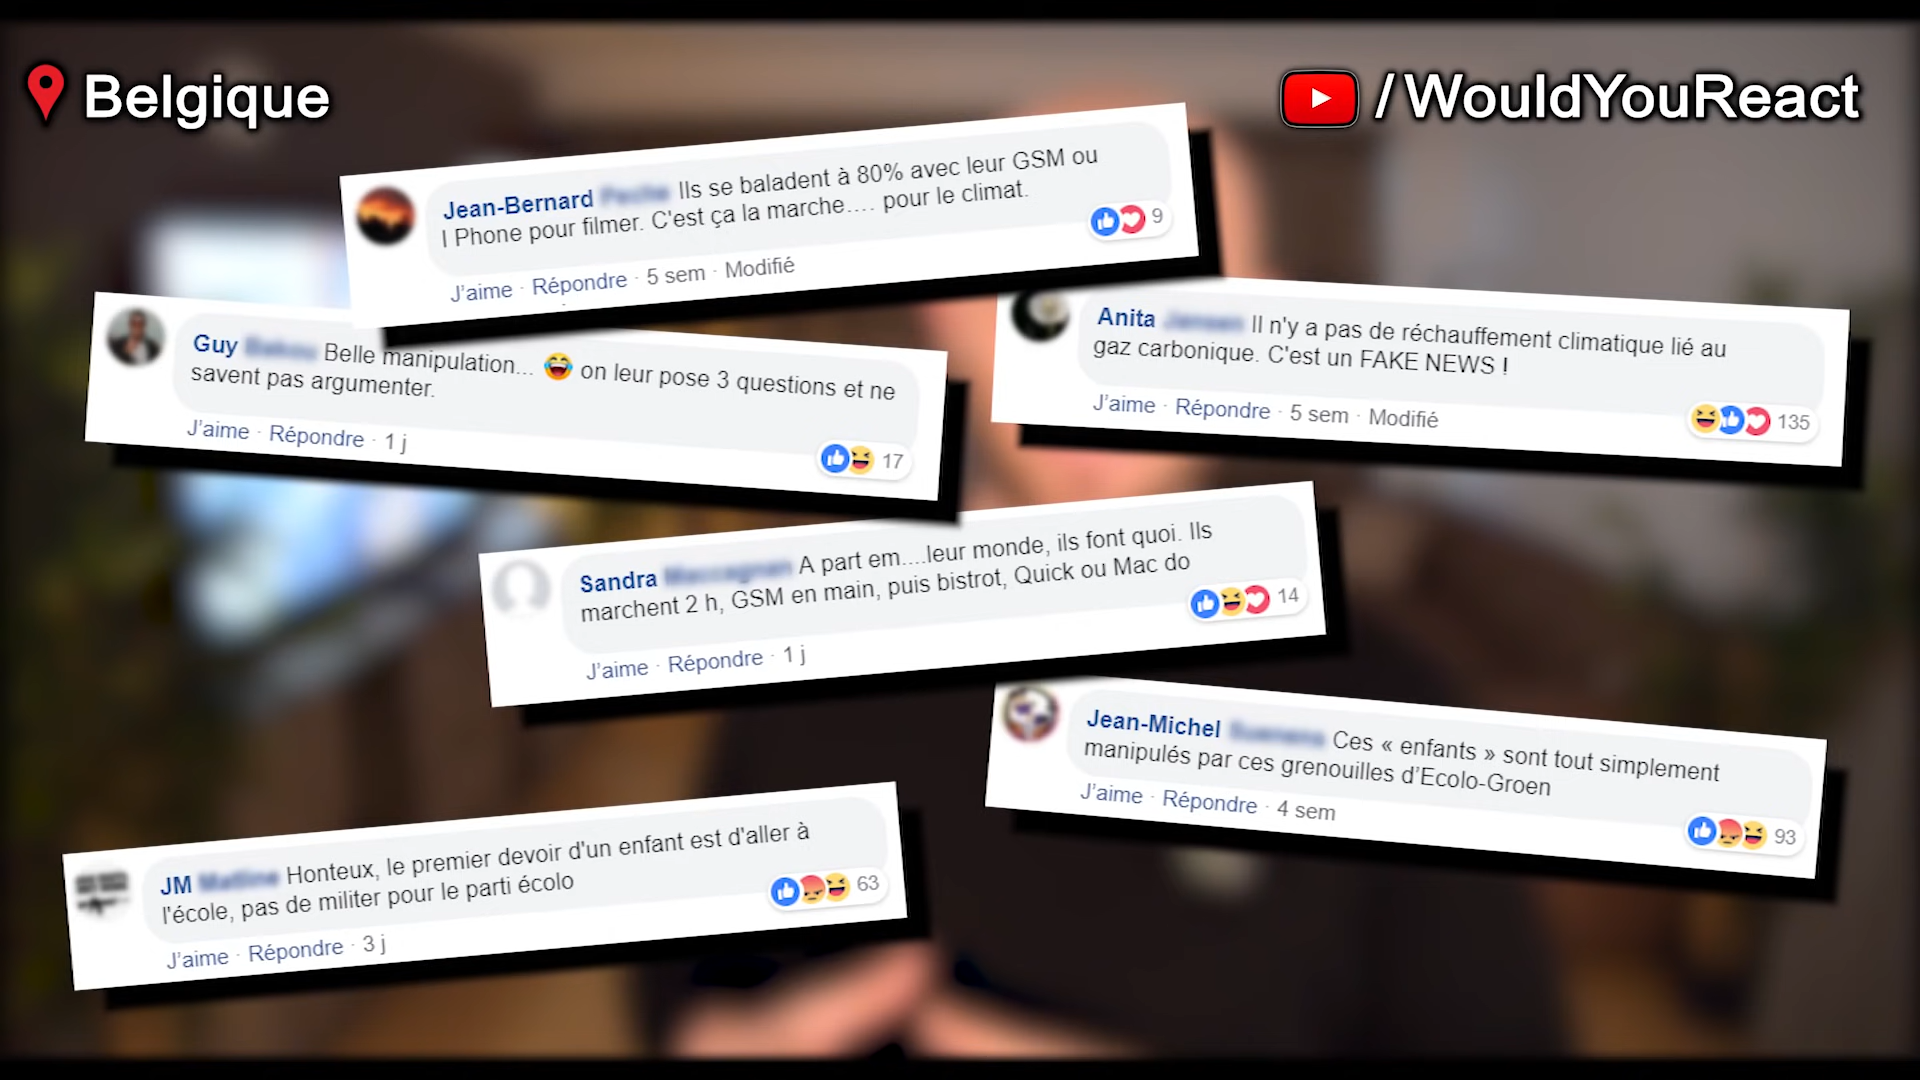 Belgique
/WouldYouReact
Jean-Bernard Ils se baladent à 80% avec leur GSM ou
I Phone pour filmer. C'est ça la marche.... pour le climat.
9
J'aime · Répondre · 5 sem · Modifié
Guy Belle manipulation... 😂 on leur pose 3 questions et ne
savent pas argumenter.
J'aime · Répondre · 1 j
17
Anita Il n'y a pas de réchauffement climatique lié au
gaz carbonique. C'est un FAKE NEWS !
J'aime · Répondre · 5 sem · Modifié
135
Sandra A part em....leur monde, ils font quoi. Ils
marchent 2 h, GSM en main, puis bistrot, Quick ou Mac do
14
J'aime · Répondre · 1 j
Jean-Michel Ces « enfants » sont tout simplement
manipulés par ces grenouilles d'Ecolo-Groen
J'aime · Répondre · 4 sem
93
JM Honteux, le premier devoir d'un enfant est d'aller à
l'école, pas de militer pour le parti écolo
63
J'aime · Répondre · 3 j